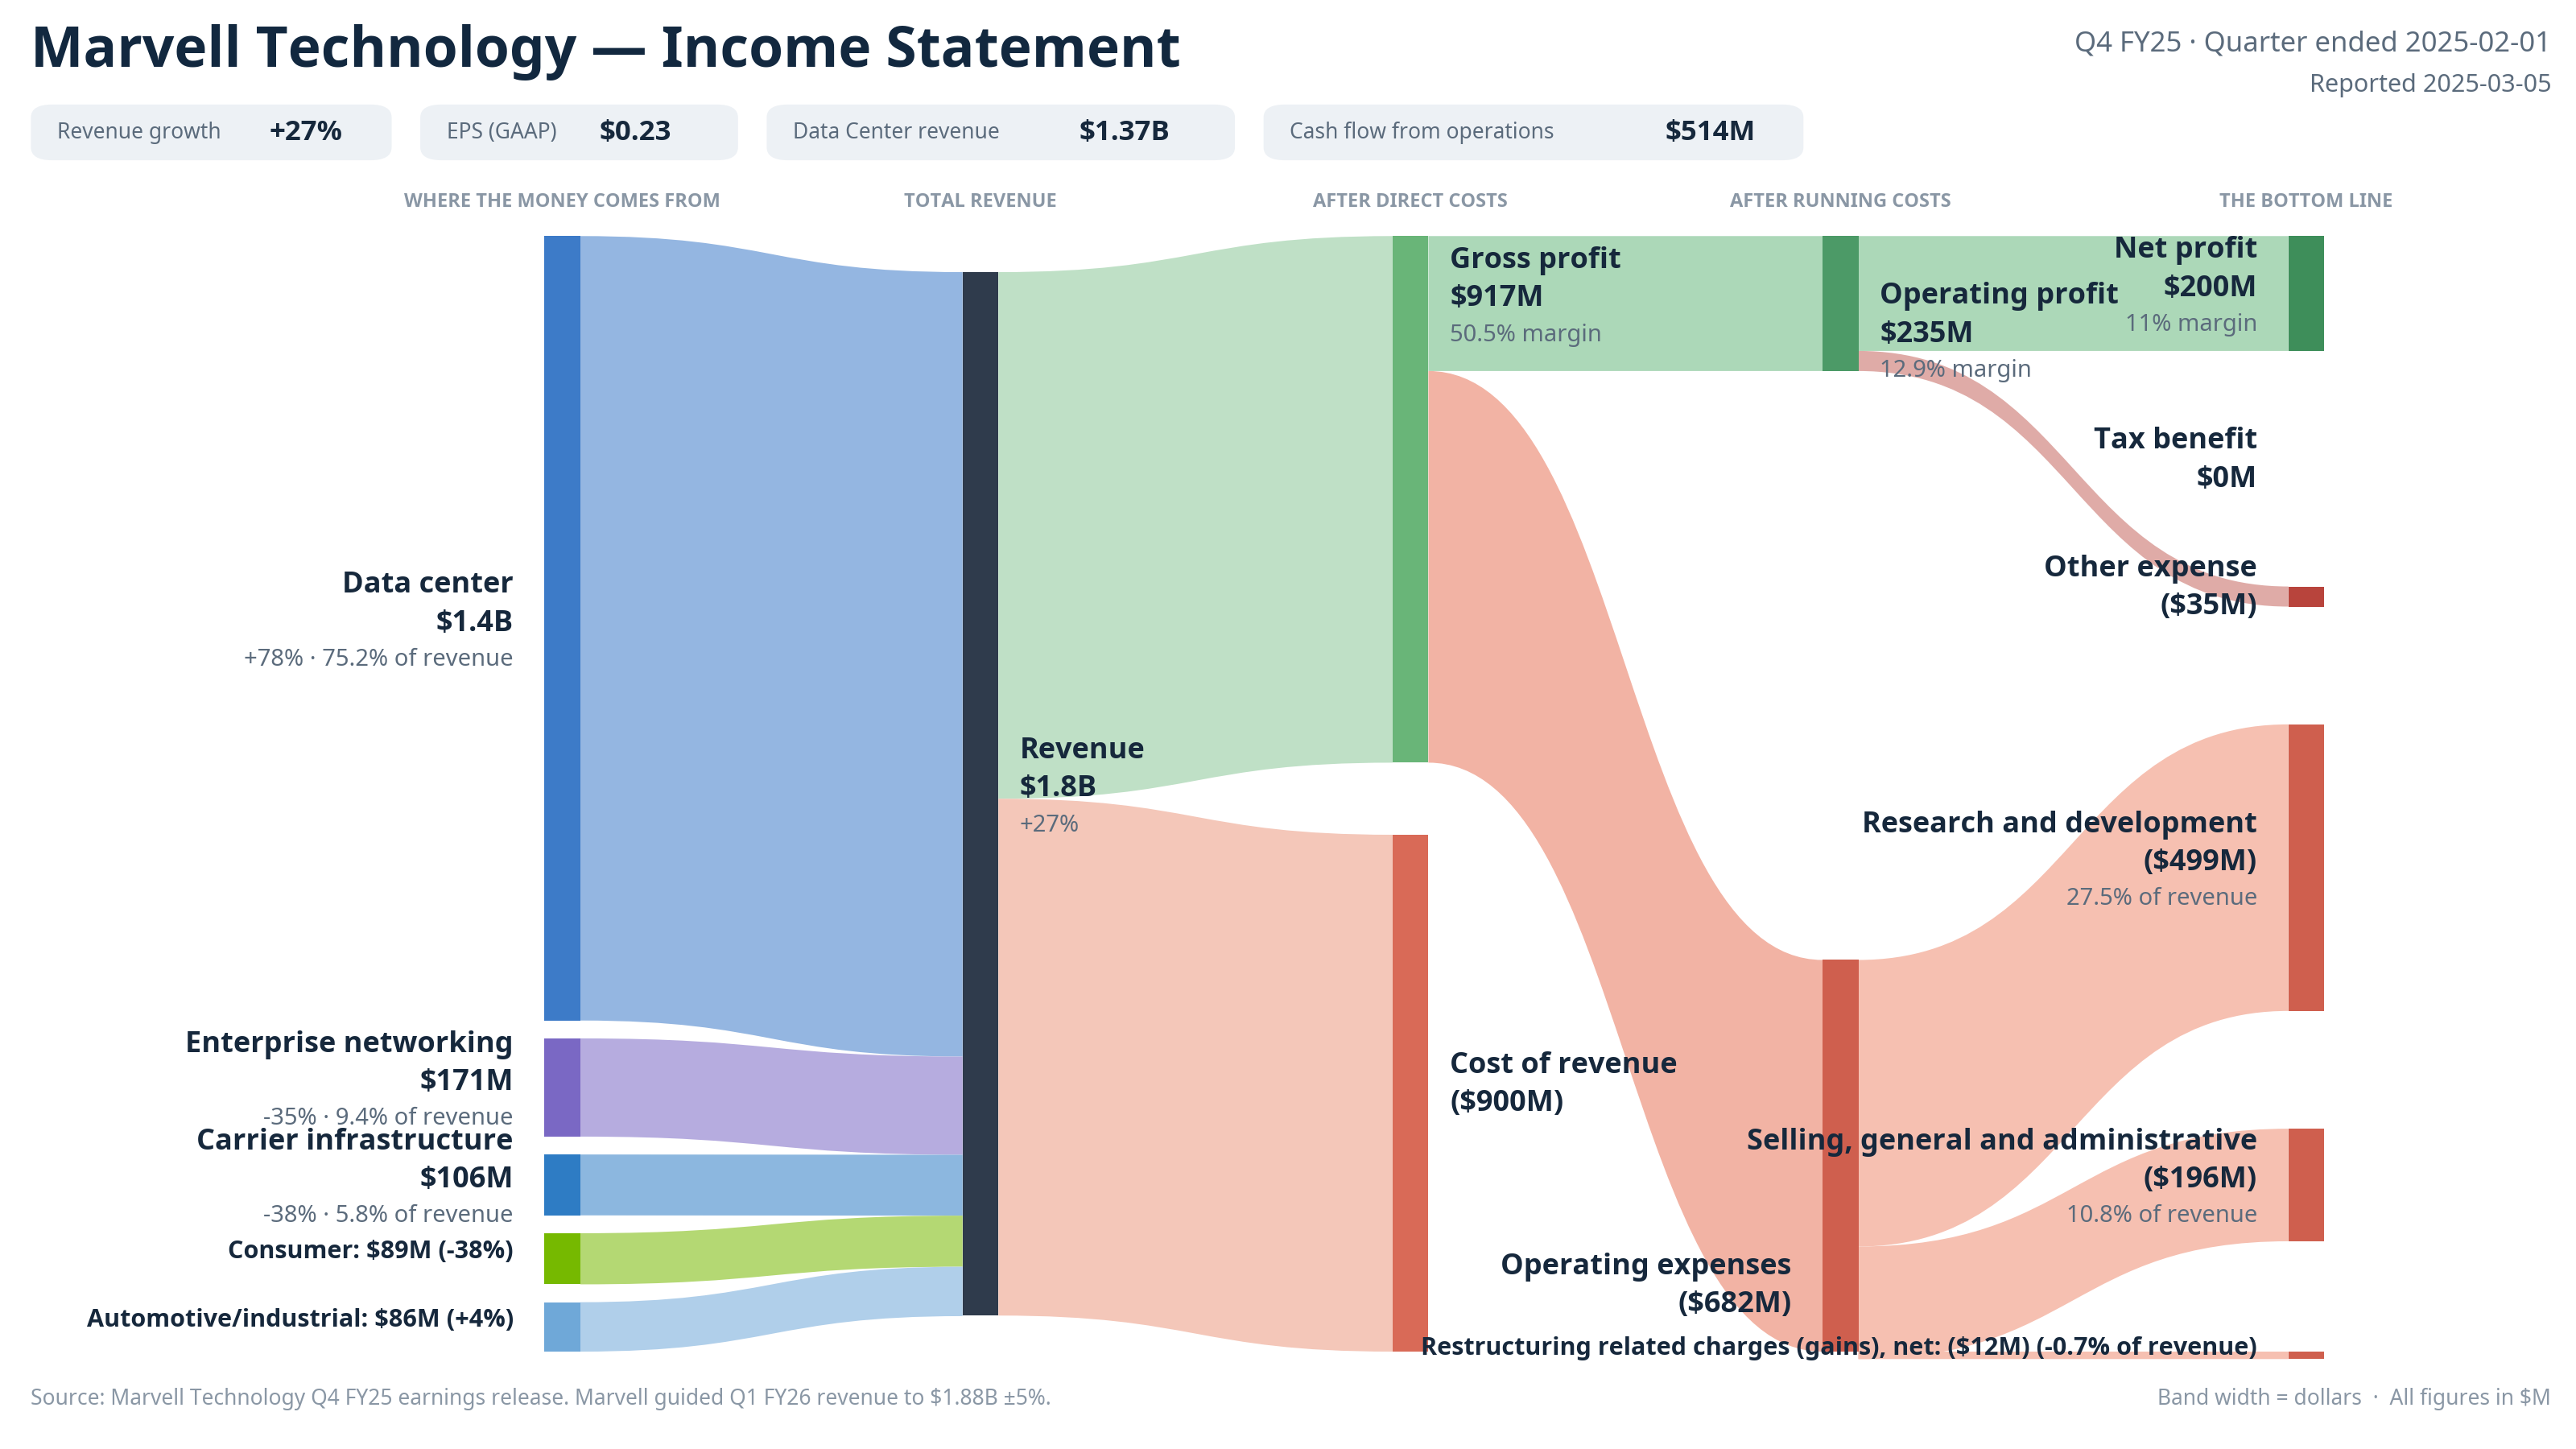 Marvell Technology — Income Statement
Q4 FY25 · Quarter ended 2025-02-01
Reported 2025-03-05
Revenue growth +27%
EPS (GAAP) $0.23
Data Center revenue $1.37B
Cash flow from operations $514M
WHERE THE MONEY COMES FROM
TOTAL REVENUE
AFTER DIRECT COSTS
AFTER RUNNING COSTS
THE BOTTOM LINE
Data center
$1.4B
+78% · 75.2% of revenue
Enterprise networking
$171M
-35% · 9.4% of revenue
Carrier infrastructure
$106M
-38% · 5.8% of revenue
Consumer: $89M (-38%)
Automotive/industrial: $86M (+4%)
Revenue
$1.8B
+27%
Gross profit
$917M
50.5% margin
Cost of revenue
($900M)
Operating profit
$235M
12.9% margin
Operating expenses
($682M)
Net profit
$200M
11% margin
Tax benefit
$0M
Other expense
($35M)
Research and development
($499M)
27.5% of revenue
Selling, general and administrative
($196M)
10.8% of revenue
Restructuring related charges (gains), net: ($12M) (-0.7% of revenue)
Source: Marvell Technology Q4 FY25 earnings release. Marvell guided Q1 FY26 revenue to $1.88B ±5%.
Band width = dollars · All figures in $M